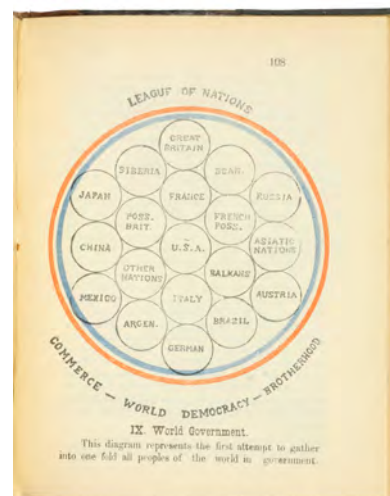 108
LEAGUE OF NATIONS
GREAT
BRITAIN
SIBERIA
SCAN.
JAPAN
FRANCE
RUSSIA
POSS.
BRIT.
FRENCH
POSS.
CHINA
U.S.A.
ASIATIC
NATIONS
OTHER
NATIONS
BALKANS
MEXICO
ITALY
AUSTRIA
ARGEN.
BRAZIL
GERMAN
COMMERCE — WORLD DEMOCRACY — BROTHERHOOD
IX. World Government.
This diagram represents the first attempt to gather
into one fold all peoples of the world in government.